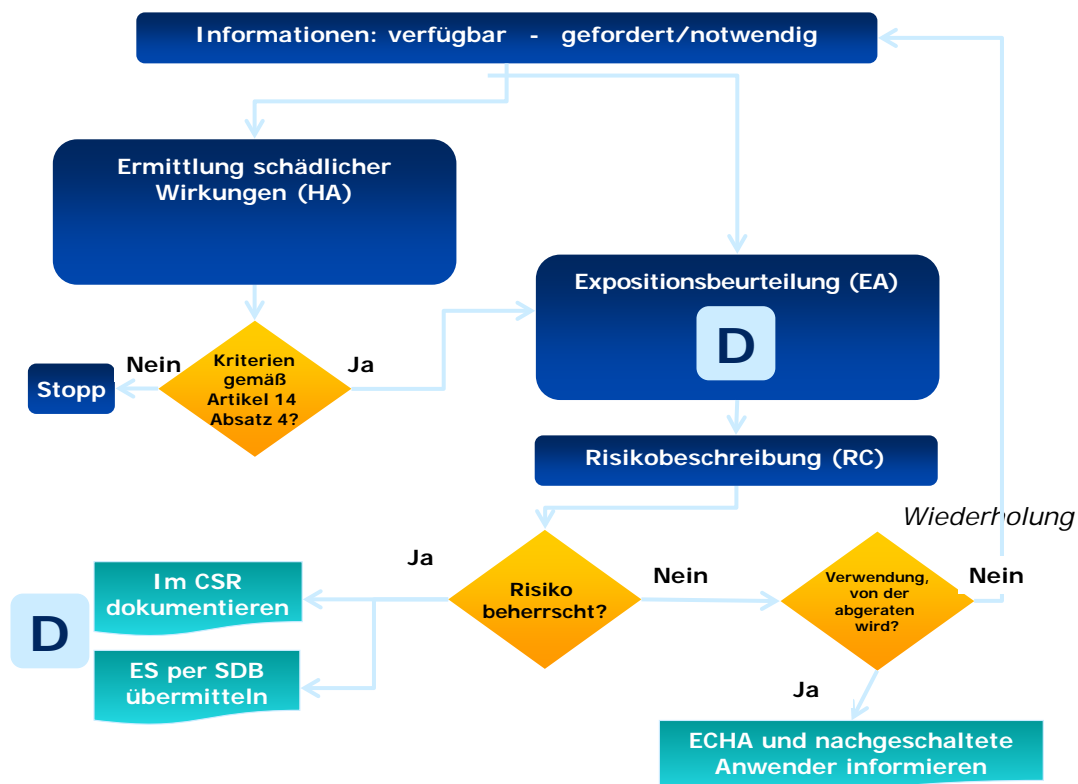 Informationen: verfügbar - gefordert/notwendig
Ermittlung schädlicher
Wirkungen (HA)
Expositionsbeurteilung (EA)
D
Kriterien
gemäß
Artikel 14
Absatz 4?
Nein
Ja
Stopp
Risikobeschreibung (RC)
Wiederholung
Ja
Risiko
beherrscht?
Nein
Verwendung,
von der
abgeraten
wird?
Nein
Im CSR
dokumentieren
D
ES per SDB
übermitteln
Ja
ECHA und nachgeschaltete
Anwender informieren